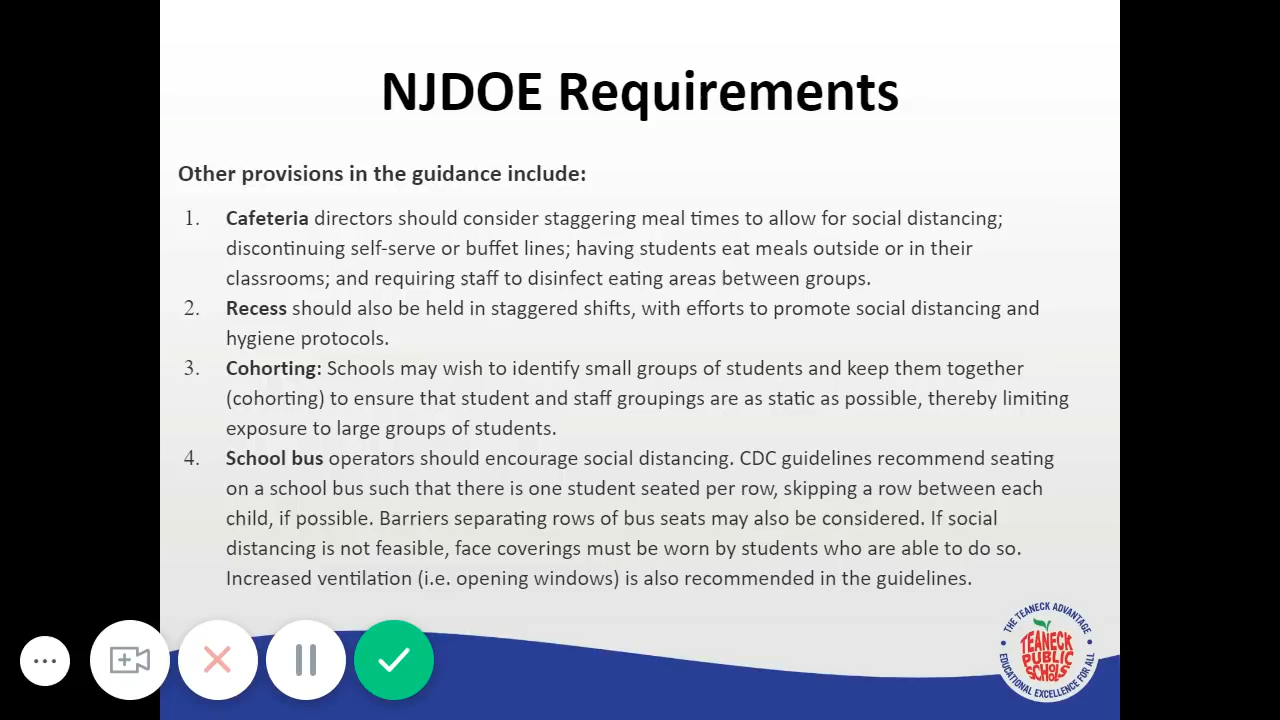 NJDOE Requirements
Other provisions in the guidance include:
1. Cafeteria directors should consider staggering meal times to allow for social distancing;
discontinuing self-serve or buffet lines; having students eat meals outside or in their
classrooms; and requiring staff to disinfect eating areas between groups.
2. Recess should also be held in staggered shifts, with efforts to promote social distancing and
hygiene protocols.
3. Cohorting: Schools may wish to identify small groups of students and keep them together
(cohorting) to ensure that student and staff groupings are as static as possible, thereby limiting
exposure to large groups of students.
4. School bus operators should encourage social distancing. CDC guidelines recommend seating
on a school bus such that there is one student seated per row, skipping a row between each
child, if possible. Barriers separating rows of bus seats may also be considered. If social
distancing is not feasible, face coverings must be worn by students who are able to do so.
Increased ventilation (i.e. opening windows) is also recommended in the guidelines.
THE TEANECK ADVANTAGE
TEANECK
PUBLIC
SCHOOLS
EDUCATIONAL EXCELLENCE FOR ALL